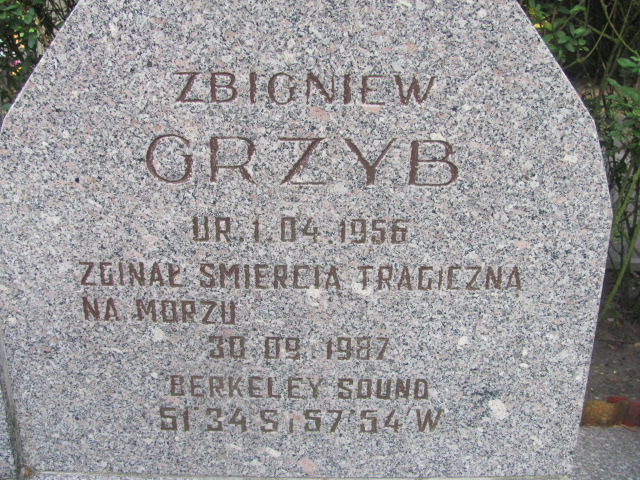 ZBIGNIEW
GRZYB
UR. 1.04.1956
ZGINĄŁ ŚMIERCIĄ TRAGICZNĄ
NA MORZU
30.09.1987
BERKELEY SOUND
51°34'S i 57°54'W